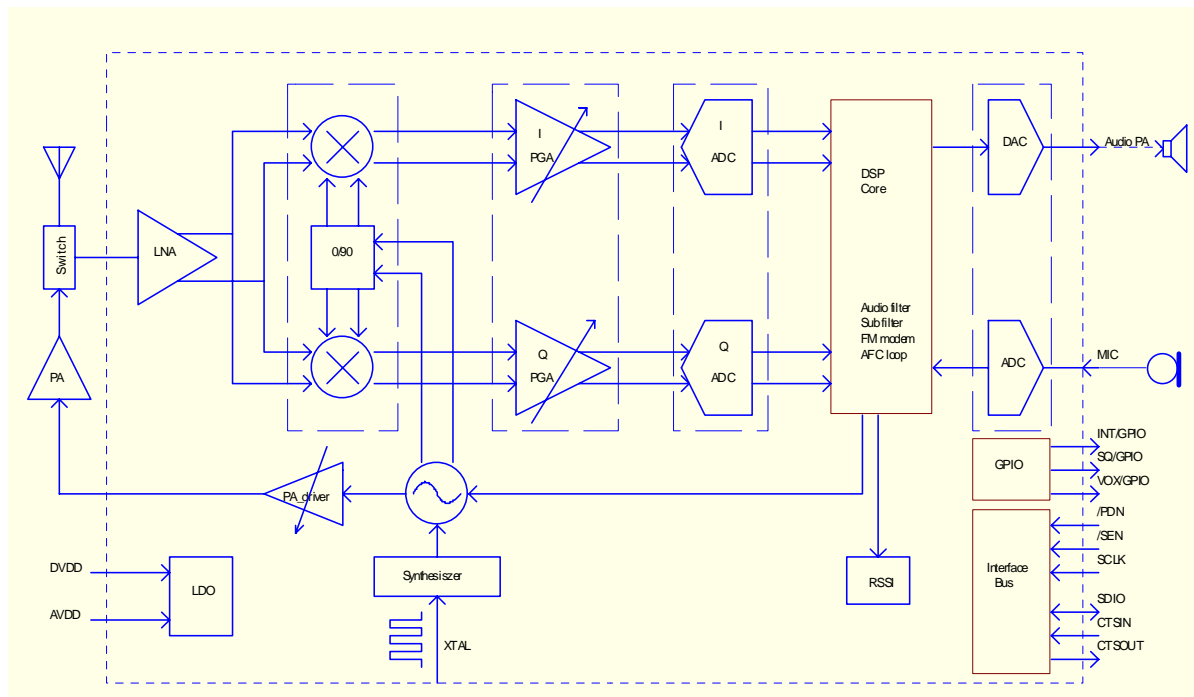 I
PGA
I
ADC
DSP
Core
DAC
Audio_PA
Switch
LNA
0/90
Audio filter
Sub filter
FM modem
AFC loop
Q
PGA
Q
ADC
ADC
MIC
PA
PA_driver
GPIO
INT/GPIO
SQ/GPIO
VOX/GPIO
DVDD
AVDD
LDO
Synthesiszer
XTAL
RSSI
Interface
Bus
/PDN
/SEN
SCLK
SDIO
CTSIN
CTSOUT